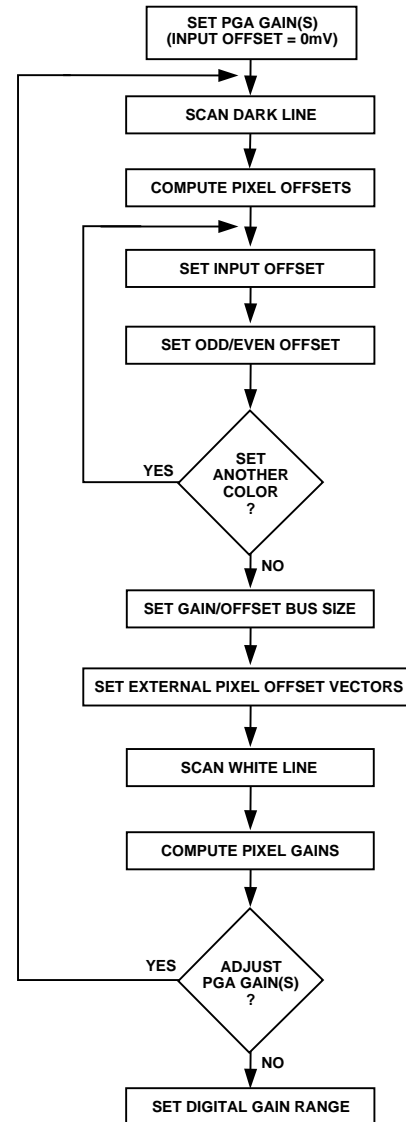 SET PGA GAIN(S)
(INPUT OFFSET = 0mV)
SCAN DARK LINE
COMPUTE PIXEL OFFSETS
SET INPUT OFFSET
SET ODD/EVEN OFFSET
YES
SET
ANOTHER
COLOR
?
NO
SET GAIN/OFFSET BUS SIZE
SET EXTERNAL PIXEL OFFSET VECTORS
SCAN WHITE LINE
COMPUTE PIXEL GAINS
YES
ADJUST
PGA GAIN(S)
?
NO
SET DIGITAL GAIN RANGE